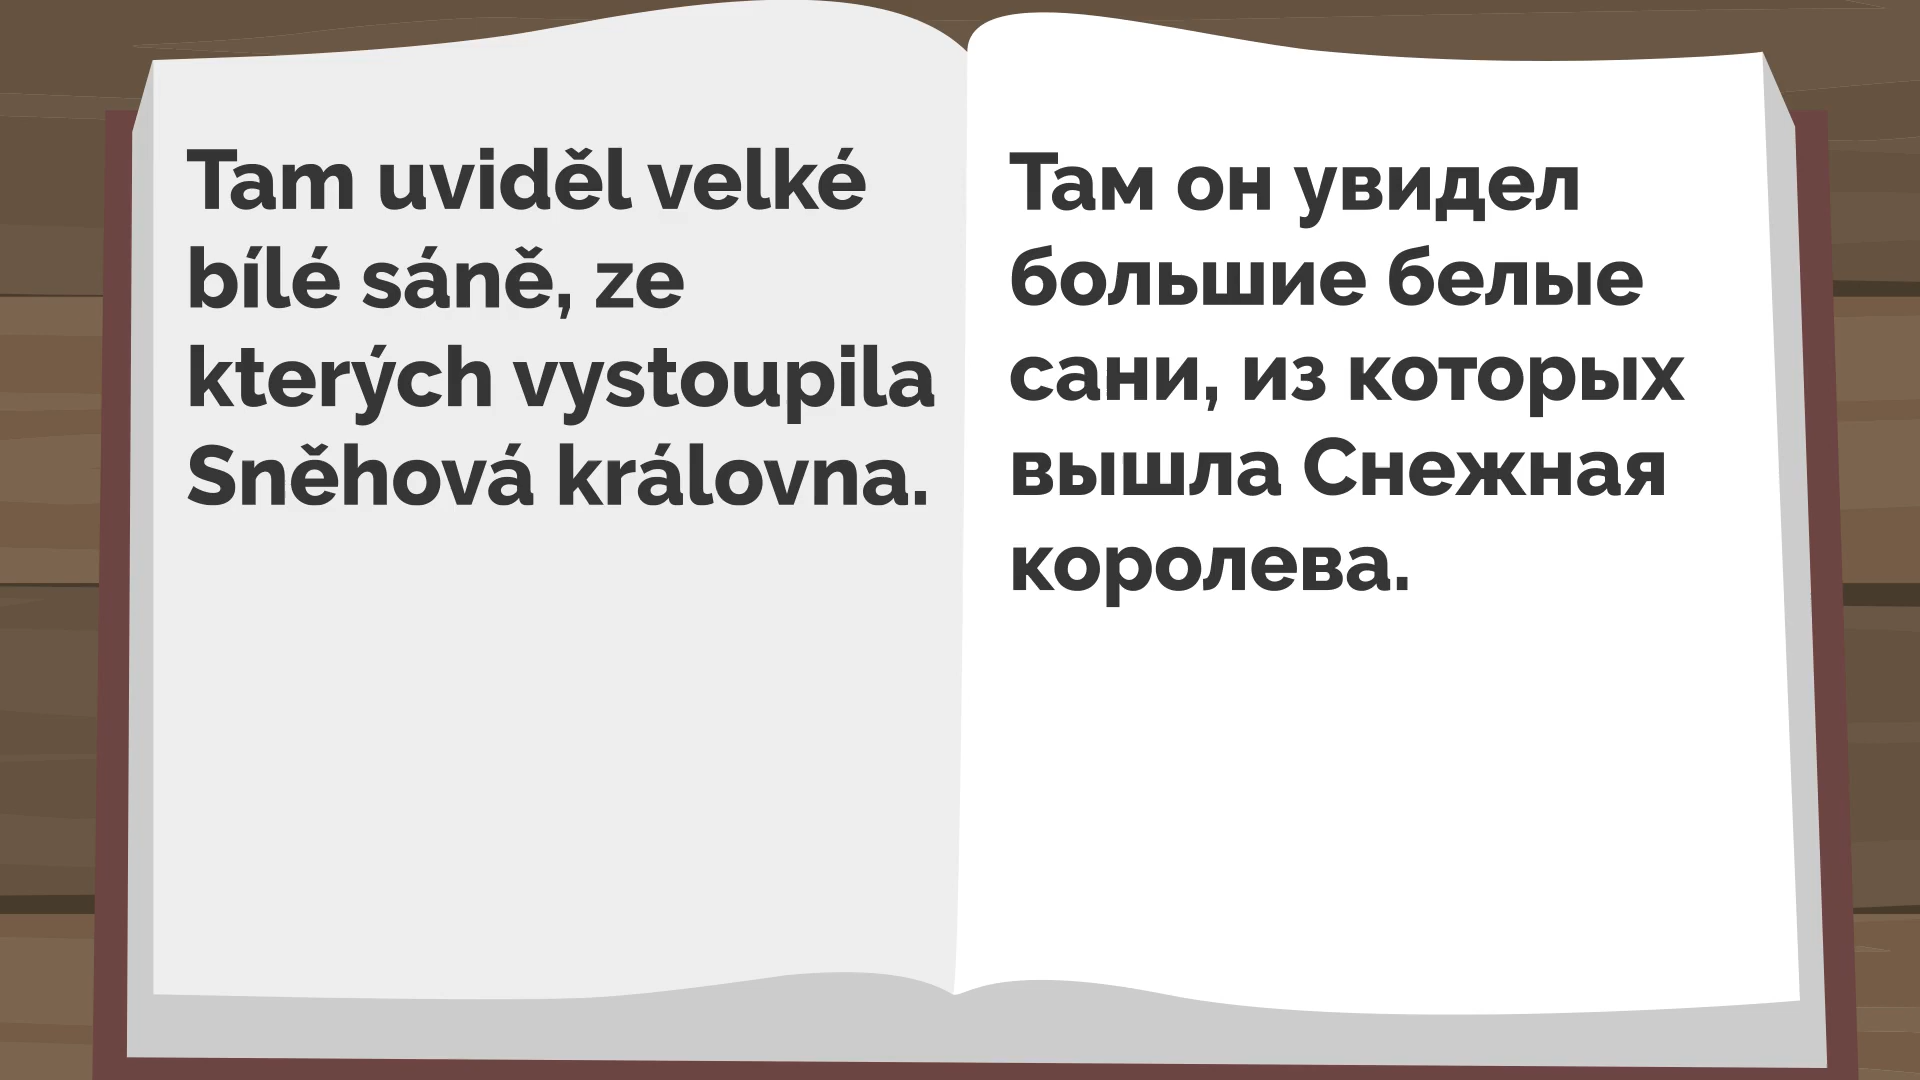 Tam uviděl velké
bílé sáně, ze
kterých vystoupila
Sněhová královna.
Там он увидел
большие белые
сани, из которых
вышла Снежная
королева.